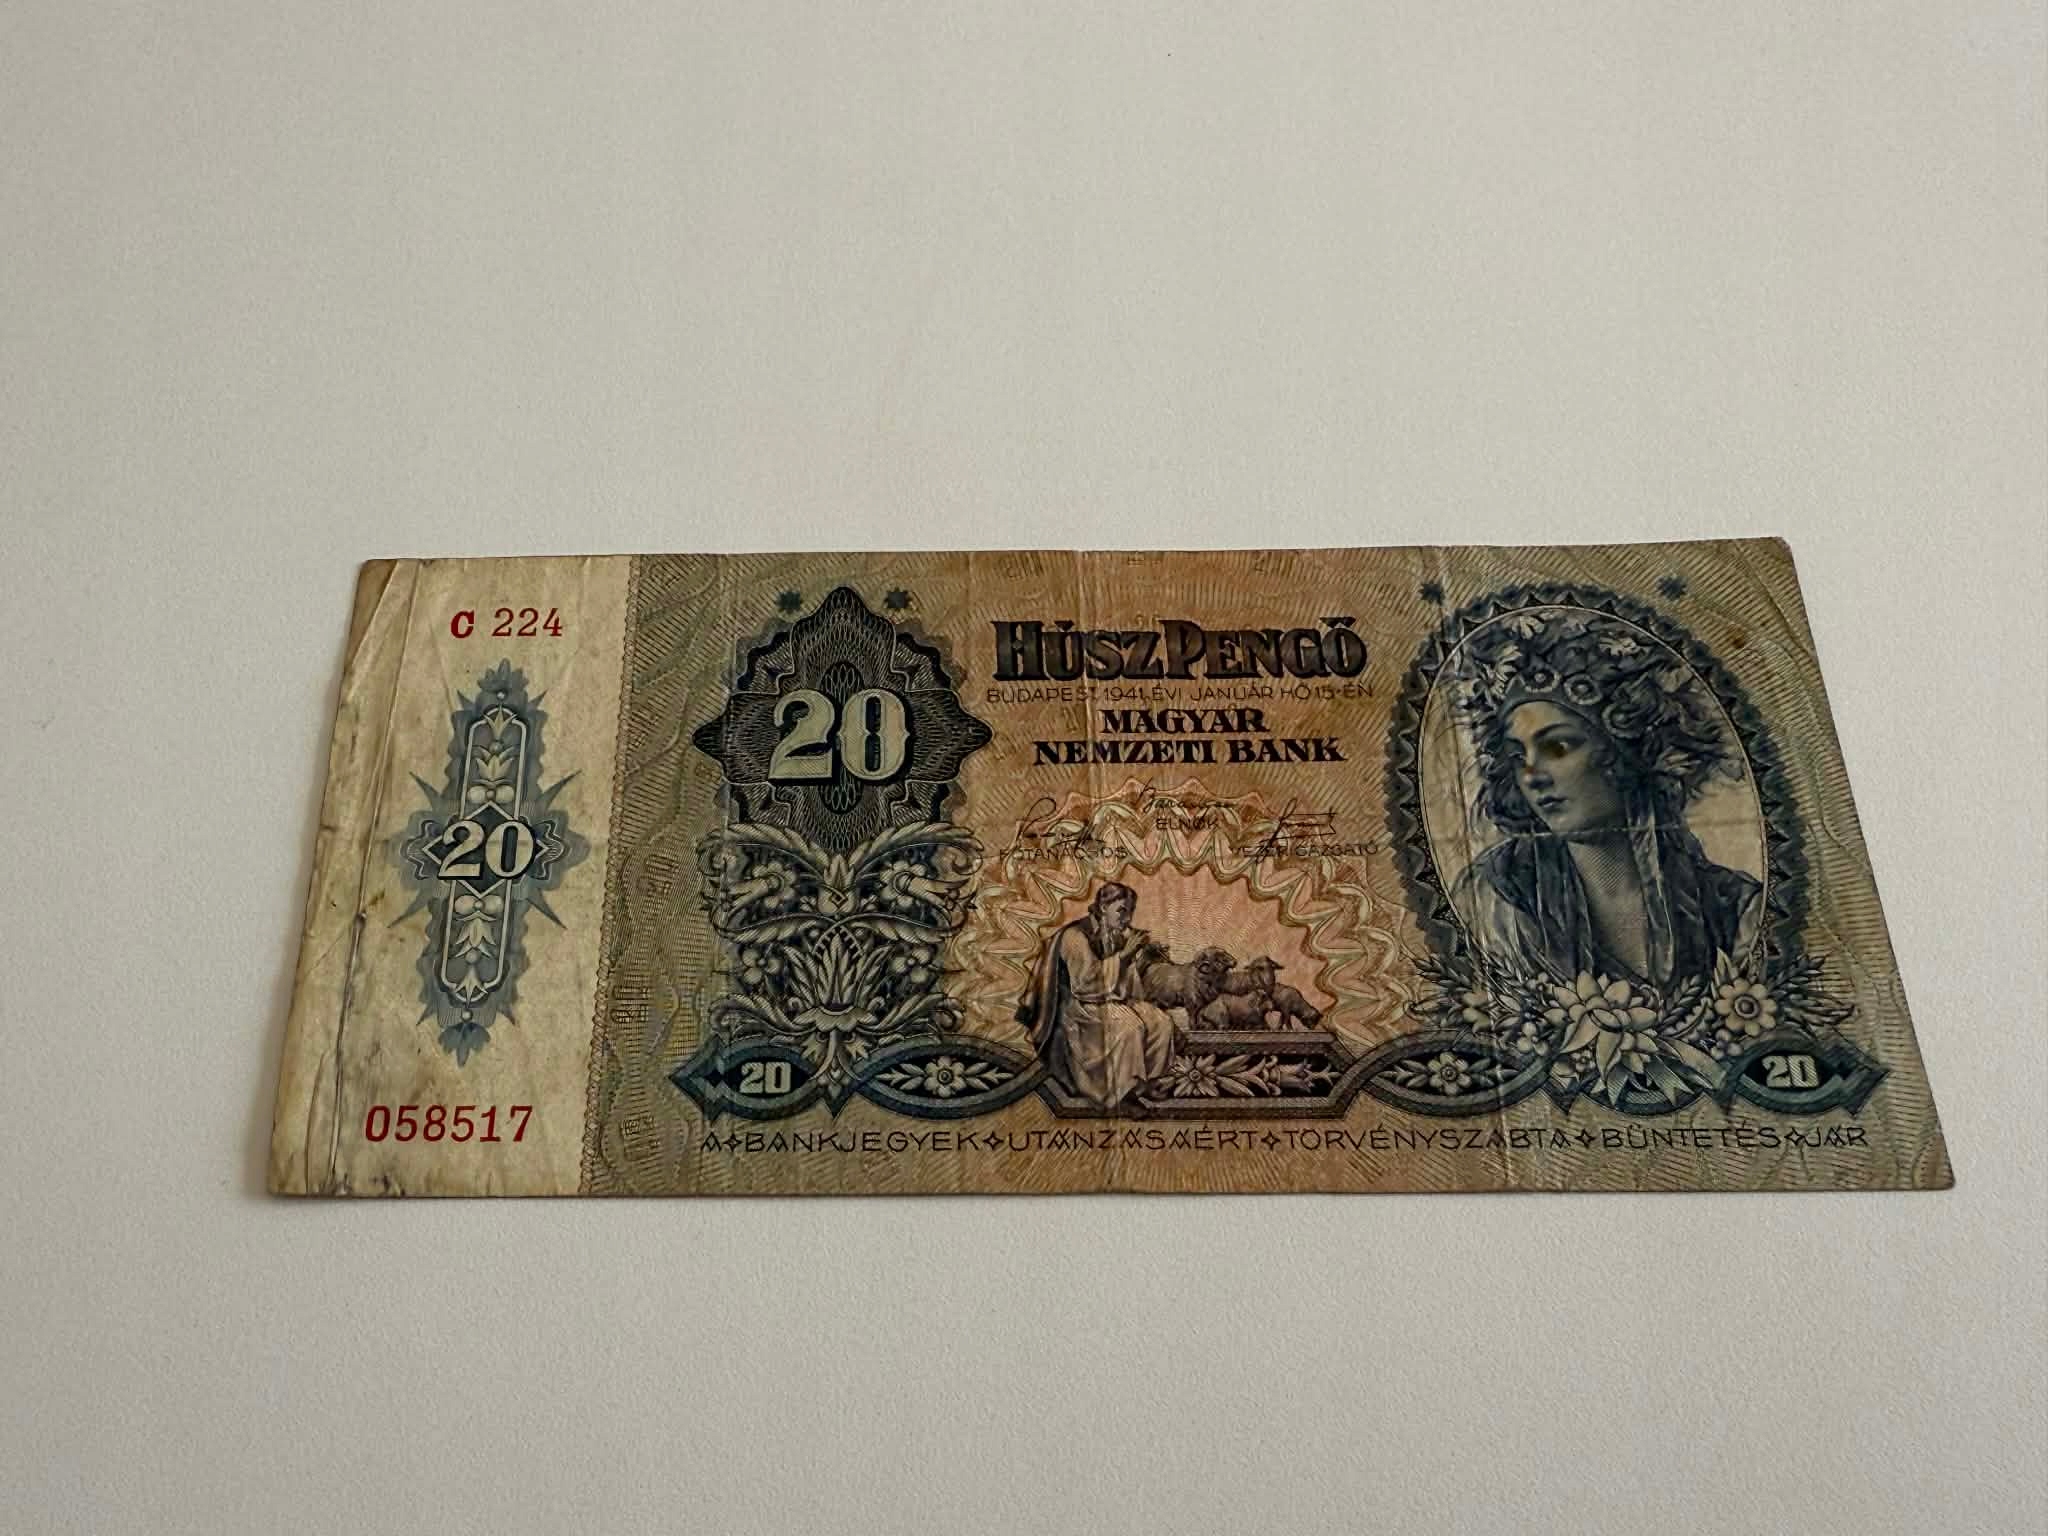 C 224
20
058517
20
HÚSZ PENGŐ
BUDAPEST, 1941. ÉVI JANUÁR HÓ 15-ÉN
MAGYAR
NEMZETI BANK
ELNÖK
FŐTANÁCSOS
VEZÉRIGAZGATÓ
20
20
A BANKJEGYEK UTÁNZÁSAÉRT TÖRVÉNYSZABTA BÜNTETÉS JÁR